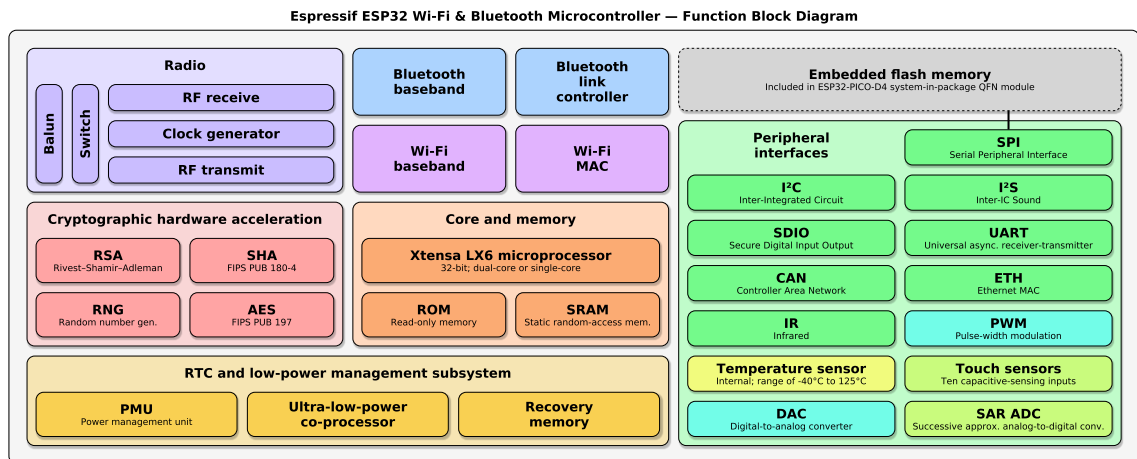 Espressif ESP32 Wi-Fi & Bluetooth Microcontroller — Function Block Diagram
Radio
Balun
Switch
RF receive
Clock generator
RF transmit
Bluetooth
baseband
Bluetooth
link
controller
Wi-Fi
baseband
Wi-Fi
MAC
Embedded flash memory
Included in ESP32-PICO-D4 system-in-package QFN module
Cryptographic hardware acceleration
RSA
Rivest–Shamir–Adleman
SHA
FIPS PUB 180-4
RNG
Random number gen.
AES
FIPS PUB 197
Core and memory
Xtensa LX6 microprocessor
32-bit; dual-core or single-core
ROM
Read-only memory
SRAM
Static random-access mem.
RTC and low-power management subsystem
PMU
Power management unit
Ultra-low-power
co-processor
Recovery
memory
Peripheral
interfaces
SPI
Serial Peripheral Interface
I²C
Inter-Integrated Circuit
I²S
Inter-IC Sound
SDIO
Secure Digital Input Output
UART
Universal async. receiver-transmitter
CAN
Controller Area Network
ETH
Ethernet MAC
IR
Infrared
PWM
Pulse-width modulation
Temperature sensor
Internal; range of -40°C to 125°C
Touch sensors
Ten capacitive-sensing inputs
DAC
Digital-to-analog converter
SAR ADC
Successive approx. analog-to-digital conv.